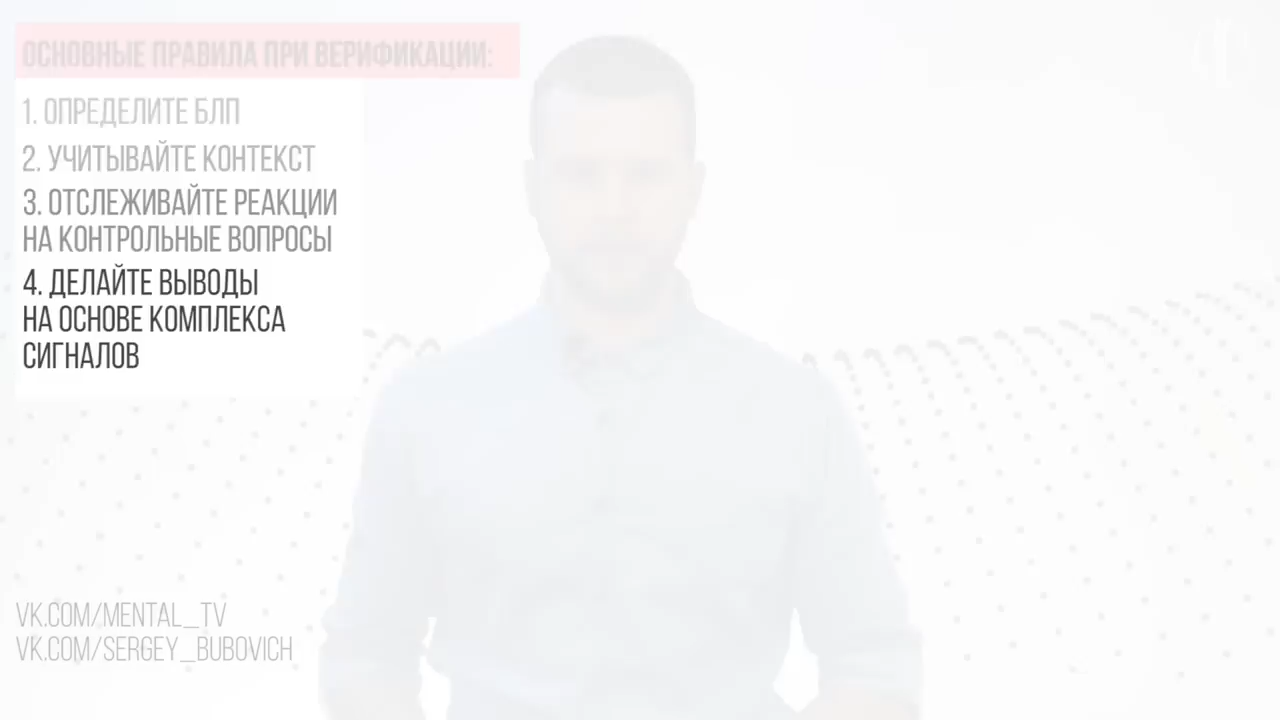 ОСНОВНЫЕ ПРАВИЛА ПРИ ВЕРИФИКАЦИИ:
1. ОПРЕДЕЛИТЕ БЛП
2. УЧИТЫВАЙТЕ КОНТЕКСТ
3. ОТСЛЕЖИВАЙТЕ РЕАКЦИИ
НА КОНТРОЛЬНЫЕ ВОПРОСЫ
4. ДЕЛАЙТЕ ВЫВОДЫ
НА ОСНОВЕ КОМПЛЕКСА
СИГНАЛОВ
VK.COM/MENTAL_TV
VK.COM/SERGEY_BUBOVICH